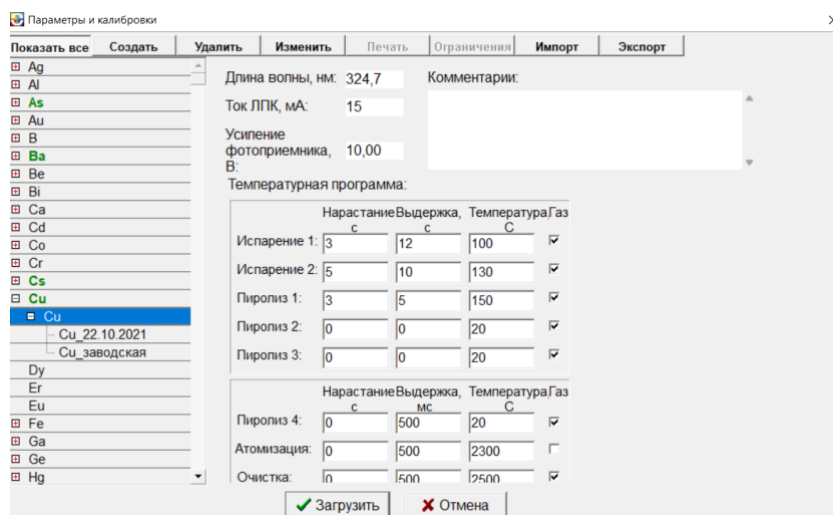 Параметры и калибровки
Показать все Создать Удалить Изменить Печать Ограничения Импорт Экспорт
Ag
Al
As
Au
B
Ba
Be
Bi
Ca
Cd
Co
Cr
Cs
Cu
Cu
Cu_22.10.2021
Cu_заводская
Dy
Er
Eu
Fe
Ga
Ge
Hg
Длина волны, нм: 324,7 Комментарии:
Ток ЛПК, мА: 15
Усиление
фотоприемника, 10,00
В:
Температурная программа:
Нарастание Выдержка, Температура, Газ
с с С
Испарение 1: 3 12 100
Испарение 2: 5 10 130
Пиролиз 1: 3 5 150
Пиролиз 2: 0 0 20
Пиролиз 3: 0 0 20
Нарастание Выдержка, Температура, Газ
с мс С
Пиролиз 4: 0 500 20
Атомизация: 0 500 2300
Очистка: 0 500 2500
Загрузить Отмена